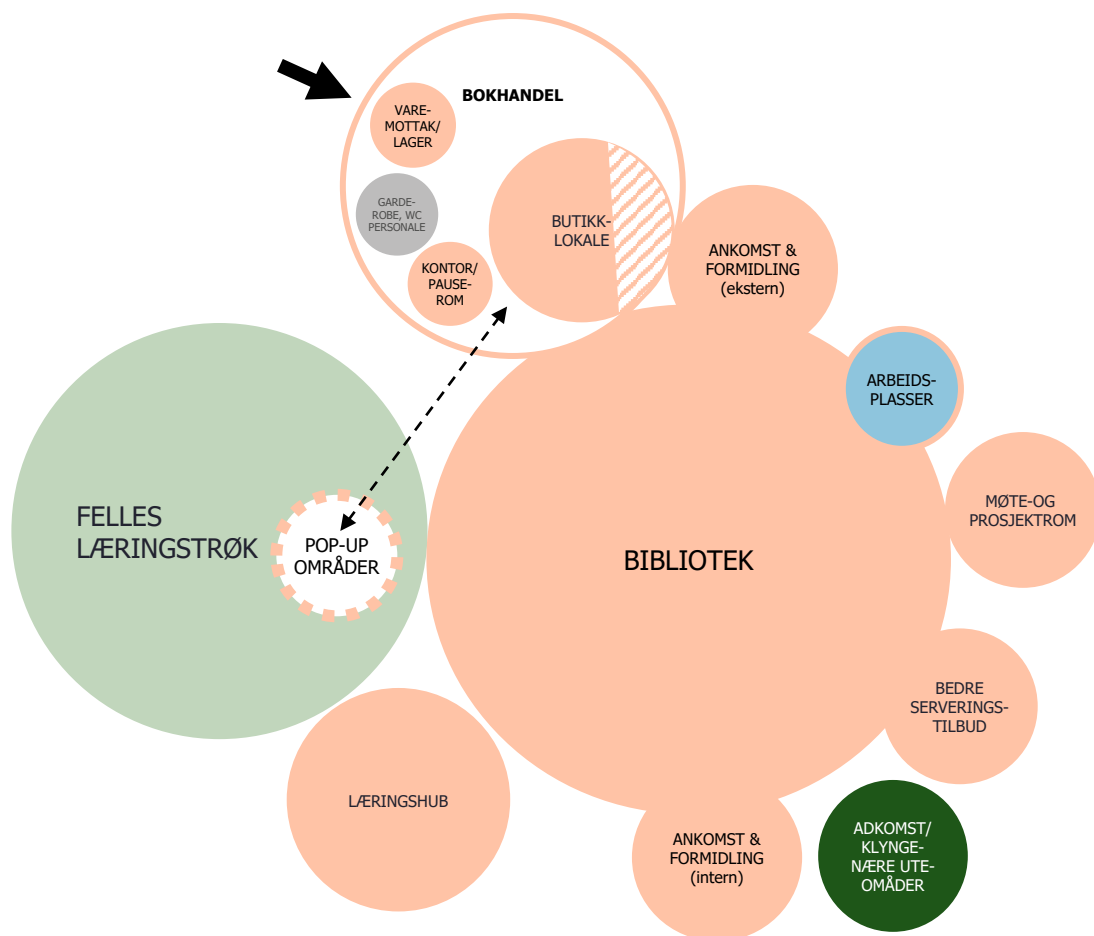 BOKHANDEL
VARE-
MOTTAK/
LAGER
GARDE-
ROBE, WC
PERSONALE
BUTIKK-
LOKALE
KONTOR/
PAUSE-
ROM
ANKOMST &
FORMIDLING
(ekstern)
ARBEIDS-
PLASSER
MØTE-OG
PROSJEKTROM
FELLES
LÆRINGSTRØK
POP-UP
OMRÅDER
BIBLIOTEK
BEDRE
SERVERINGS-
TILBUD
LÆRINGSHUB
ANKOMST &
FORMIDLING
(intern)
ADKOMST/
KLYNGE-
NÆRE UTE-
OMÅDER